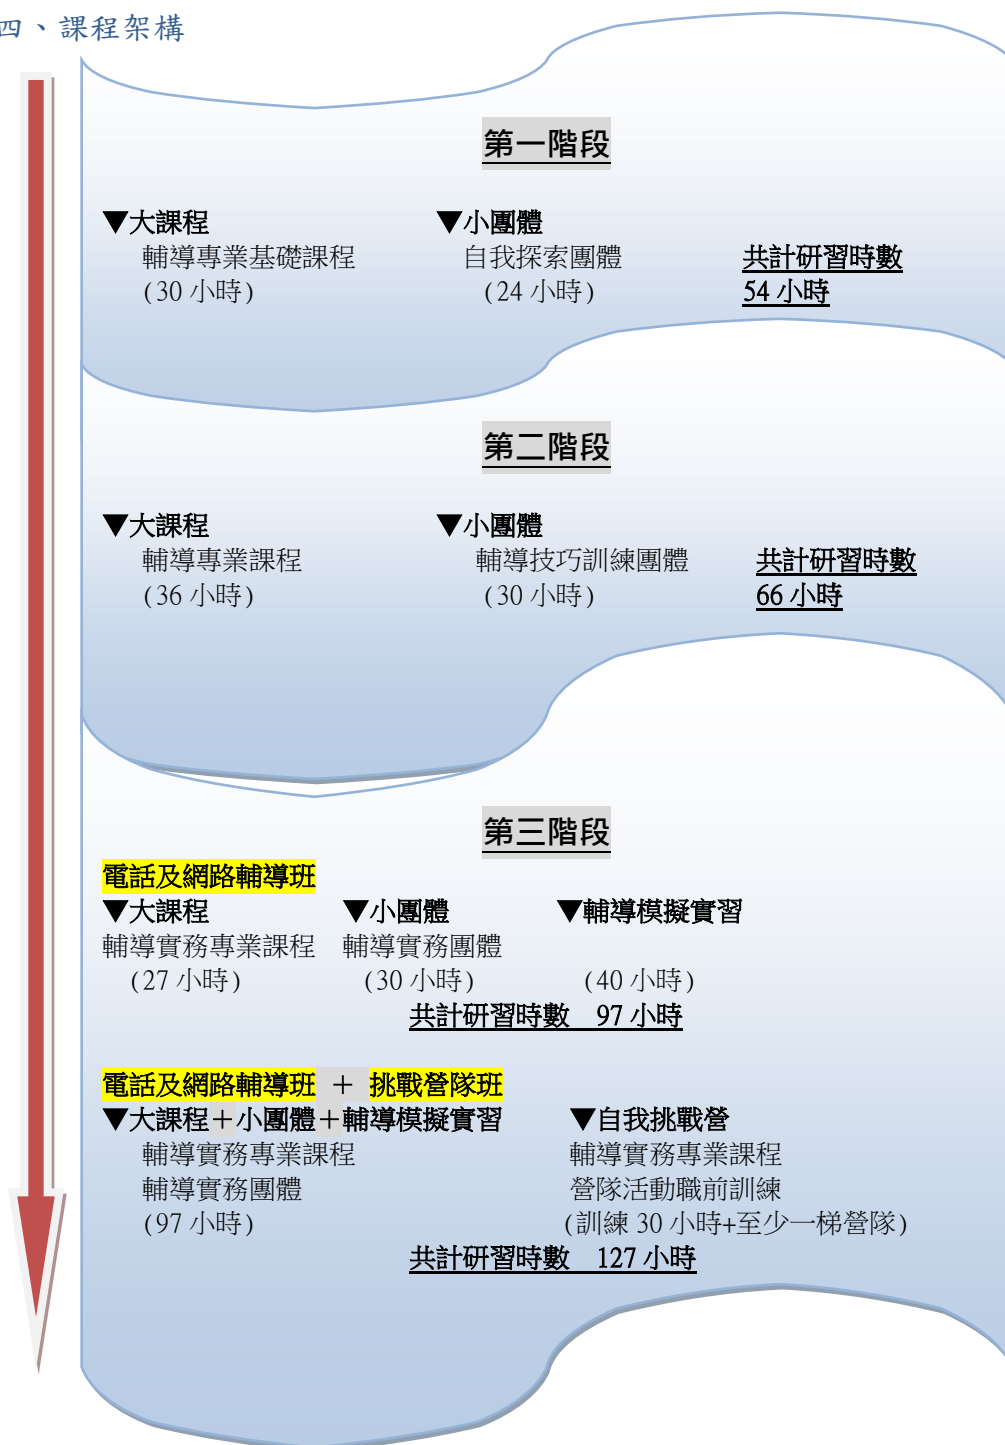 四、課程架構
第一階段
▼大課程 ▼小團體
輔導專業基礎課程 自我探索團體 共計研習時數
(30 小時) (24 小時) 54 小時
第二階段
▼大課程 ▼小團體
輔導專業課程 輔導技巧訓練團體 共計研習時數
(36 小時) (30 小時) 66 小時
第三階段
電話及網路輔導班
▼大課程 ▼小團體 ▼輔導模擬實習
輔導實務專業課程 輔導實務團體
(27 小時) (30 小時) (40 小時)
共計研習時數 97 小時
電話及網路輔導班 + 挑戰營隊班
▼大課程+小團體+輔導模擬實習 ▼自我挑戰營
輔導實務專業課程 輔導實務專業課程
輔導實務團體 營隊活動職前訓練
(97 小時) (訓練 30 小時+至少一梯營隊)
共計研習時數 127 小時